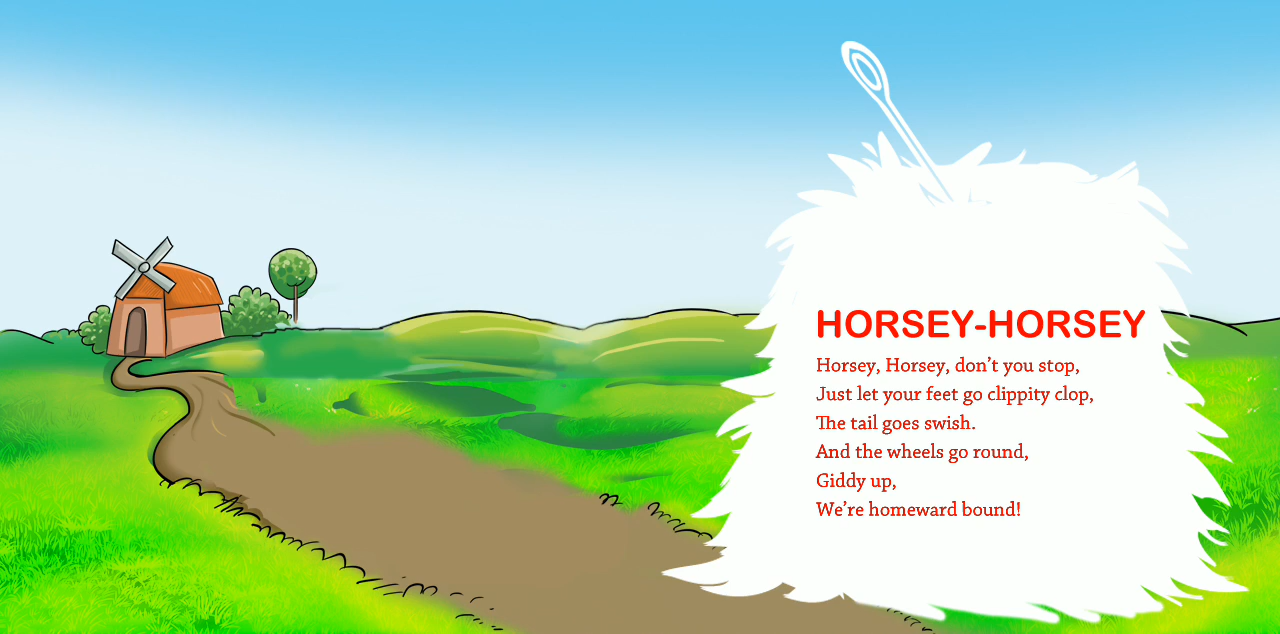 HORSEY-HORSEY
Horsey, Horsey, don’t you stop,
Just let your feet go clippity clop,
The tail goes swish.
And the wheels go round,
Giddy up,
We’re homeward bound!